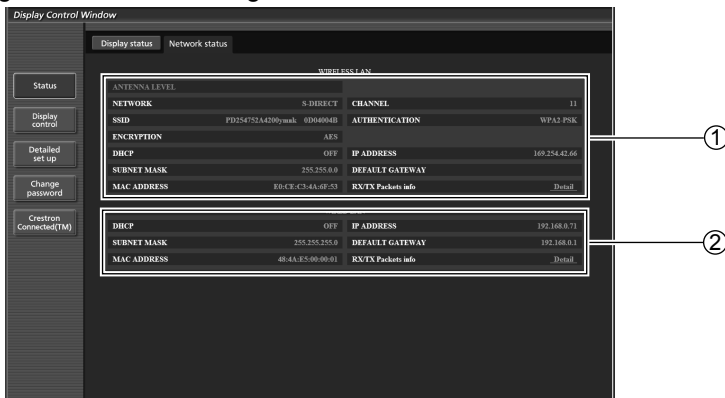 Display Control Window
Display status Network status
WIRELESS LAN
Status
ANTENNA LEVEL
NETWORK S-DIRECT CHANNEL 11
SSID PD254752A4200ymnk 0D04004B AUTHENTICATION WPA2-PSK
ENCRYPTION AES
DHCP OFF IP ADDRESS 169.254.42.66
SUBNET MASK 255.255.0.0 DEFAULT GATEWAY
MAC ADDRESS E0:CE:C3:4A:6F:53 RX/TX Packets info Detail
①
Display control
Detailed set up
Change password
Crestron Connected(TM)
DHCP OFF IP ADDRESS 192.168.0.71
SUBNET MASK 255.255.255.0 DEFAULT GATEWAY 192.168.0.1
MAC ADDRESS 48:4A:E5:00:00:01 RX/TX Packets info Detail
②